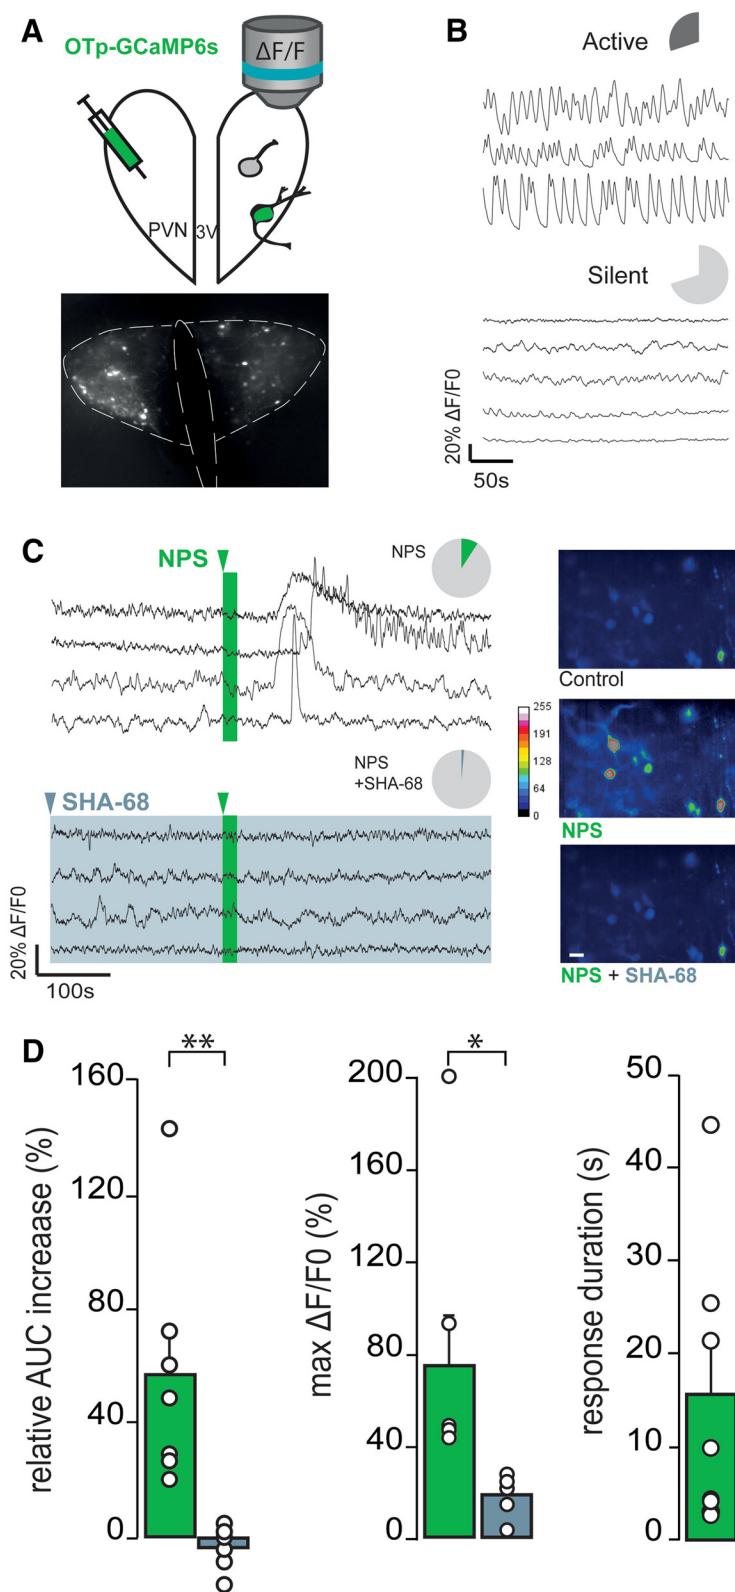 A
OTp-GCaMP6s
ΔF/F
PVN
3V
B
Active
Silent
20% ΔF/F0
50s
C
NPS
NPS
NPS
+SHA-68
SHA-68
20% ΔF/F0
100s
Control
255
191
128
64
0
NPS
NPS + SHA-68
D
**
160
120
80
40
0
relative AUC increaase (%)
*
200
160
120
80
40
0
max ΔF/F0 (%)
50
40
30
20
10
0
response duration (s)